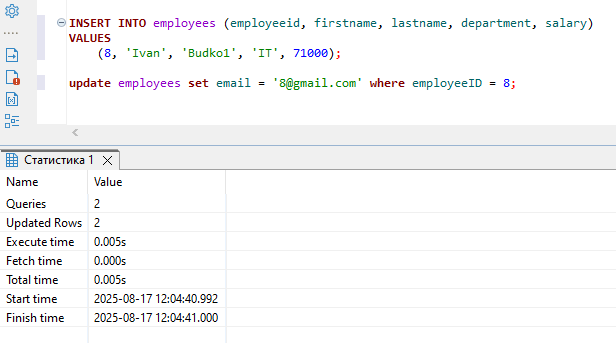 INSERT INTO employees (employeeid, firstname, lastname, department, salary)
VALUES
(8, 'Ivan', 'Budko1', 'IT', 71000);
update employees set email = '8@gmail.com' where employeeID = 8;
Статистика 1
Name Value
Queries 2
Updated Rows 2
Execute time 0.005s
Fetch time 0.000s
Total time 0.005s
Start time 2025-08-17 12:04:40.992
Finish time 2025-08-17 12:04:41.000